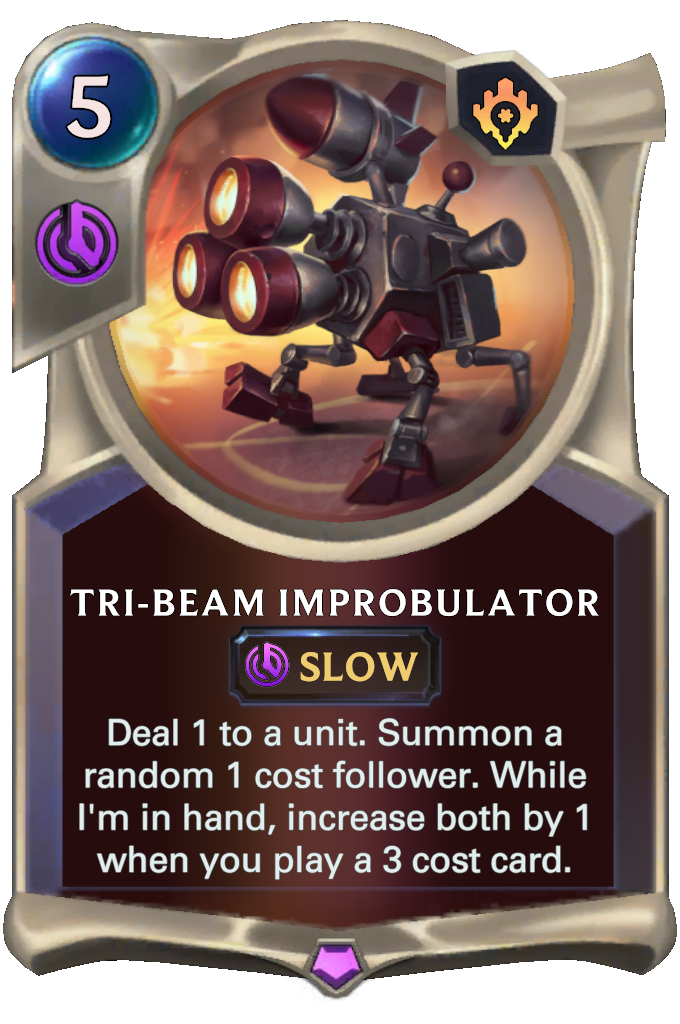 5
TRI-BEAM IMPROBULATOR
SLOW
Deal 1 to a unit. Summon a
random 1 cost follower. While
I'm in hand, increase both by 1
when you play a 3 cost card.